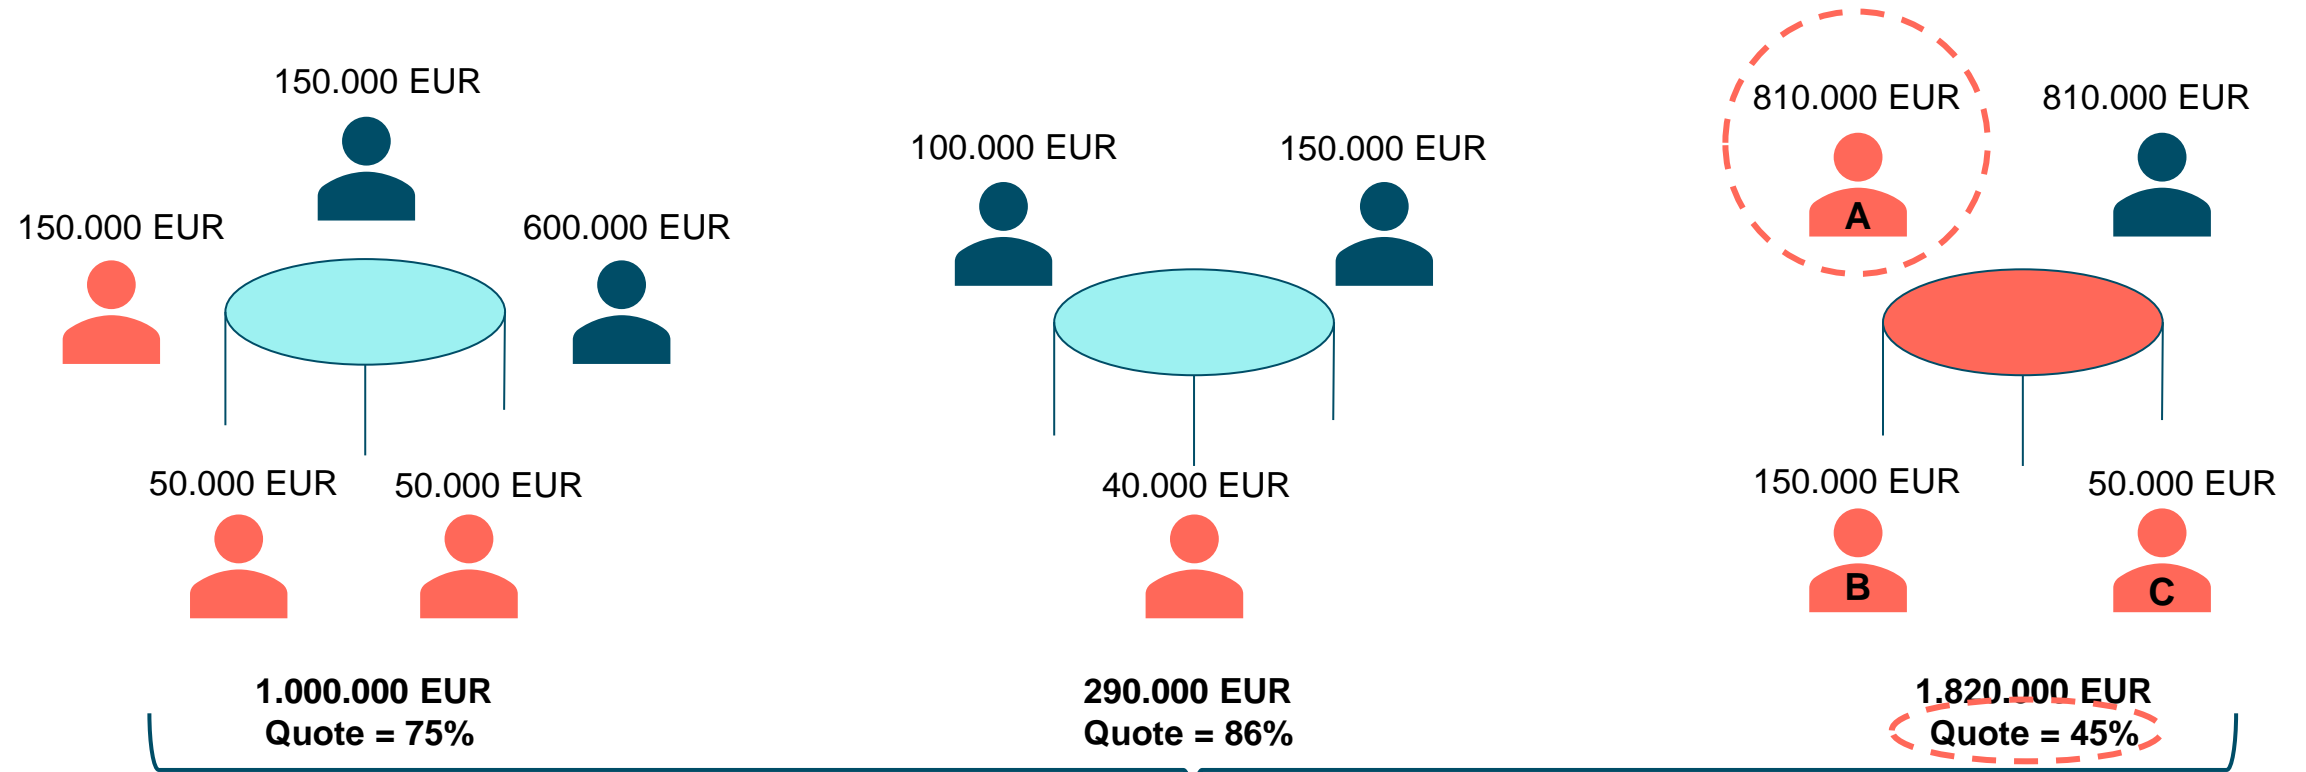 150.000 EUR
150.000 EUR
600.000 EUR
50.000 EUR
50.000 EUR
1.000.000 EUR
Quote = 75%
100.000 EUR
150.000 EUR
40.000 EUR
290.000 EUR
Quote = 86%
810.000 EUR
810.000 EUR
A
150.000 EUR
50.000 EUR
B
C
1.820.000 EUR
Quote = 45%